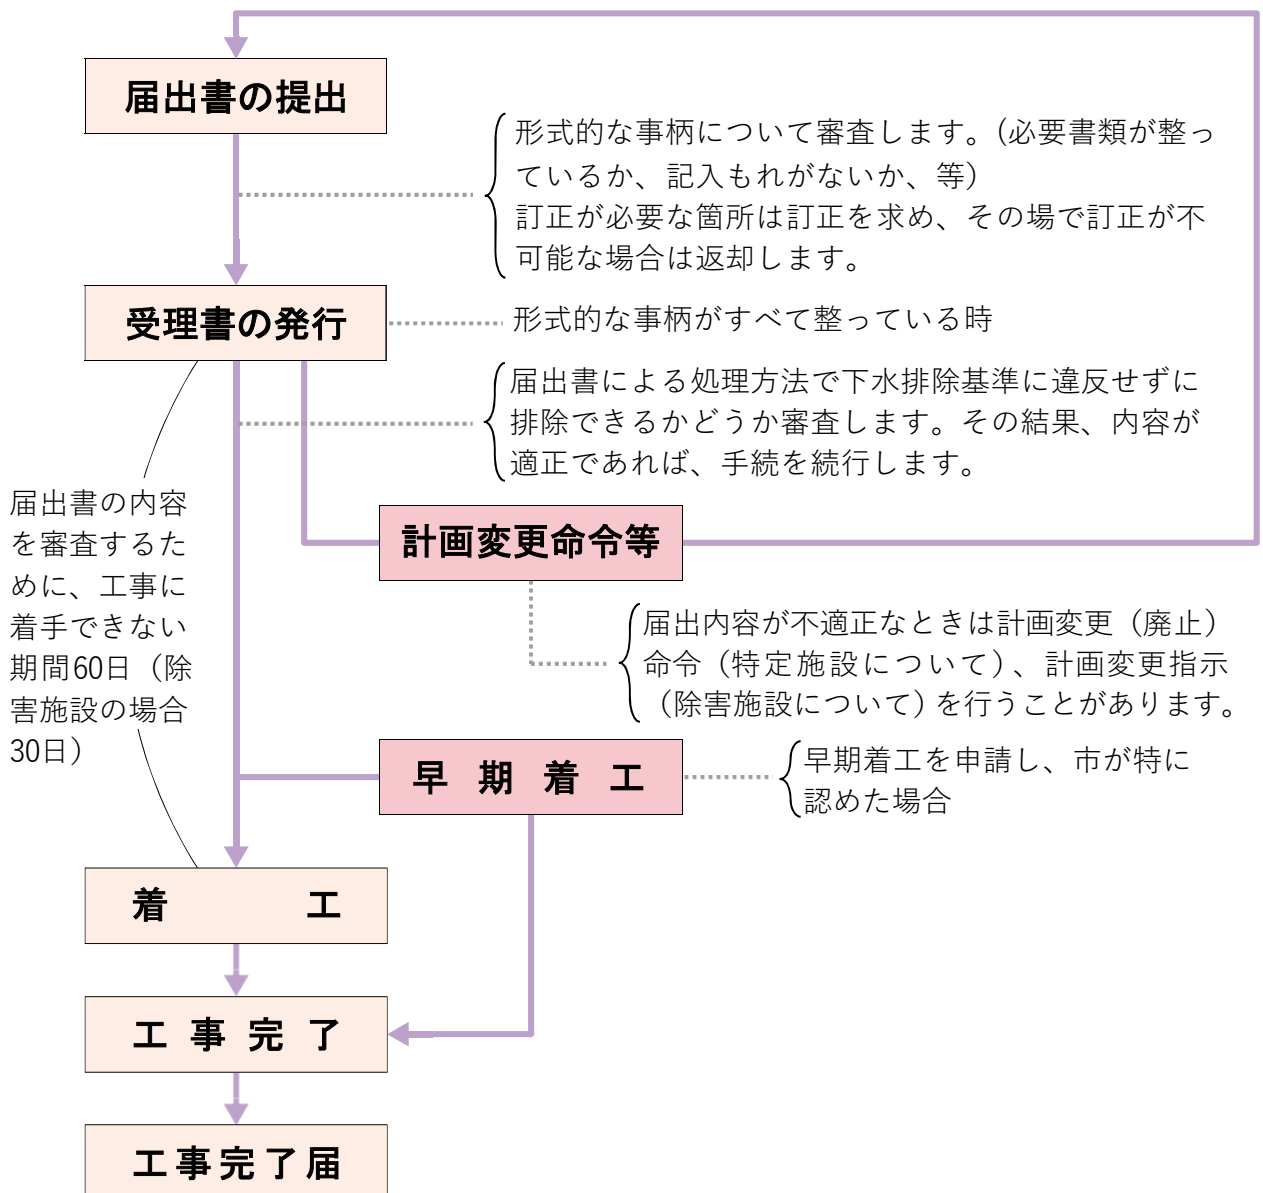 届出書の提出
形式的な事柄について審査します。(必要書類が整っ
ているか、記入もれがないか、等)
訂正が必要な箇所は訂正を求め、その場で訂正が不
可能な場合は返却します。
受理書の発行
形式的な事柄がすべて整っている時
届出書による処理方法で下水排除基準に違反せずに
排除できるかどうか審査します。その結果、内容が
適正であれば、手続を続行します。
届出書の内容
を審査するた
めに、工事に
着手できない
期間60日(除
害施設の場合
30日)
計画変更命令等
届出内容が不適正なときは計画変更(廃止)
命令(特定施設について)、計画変更指示
(除害施設について)を行うことがあります。
早期着工
早期着工を申請し、市が特に
認めた場合
着工
工事完了
工事完了届